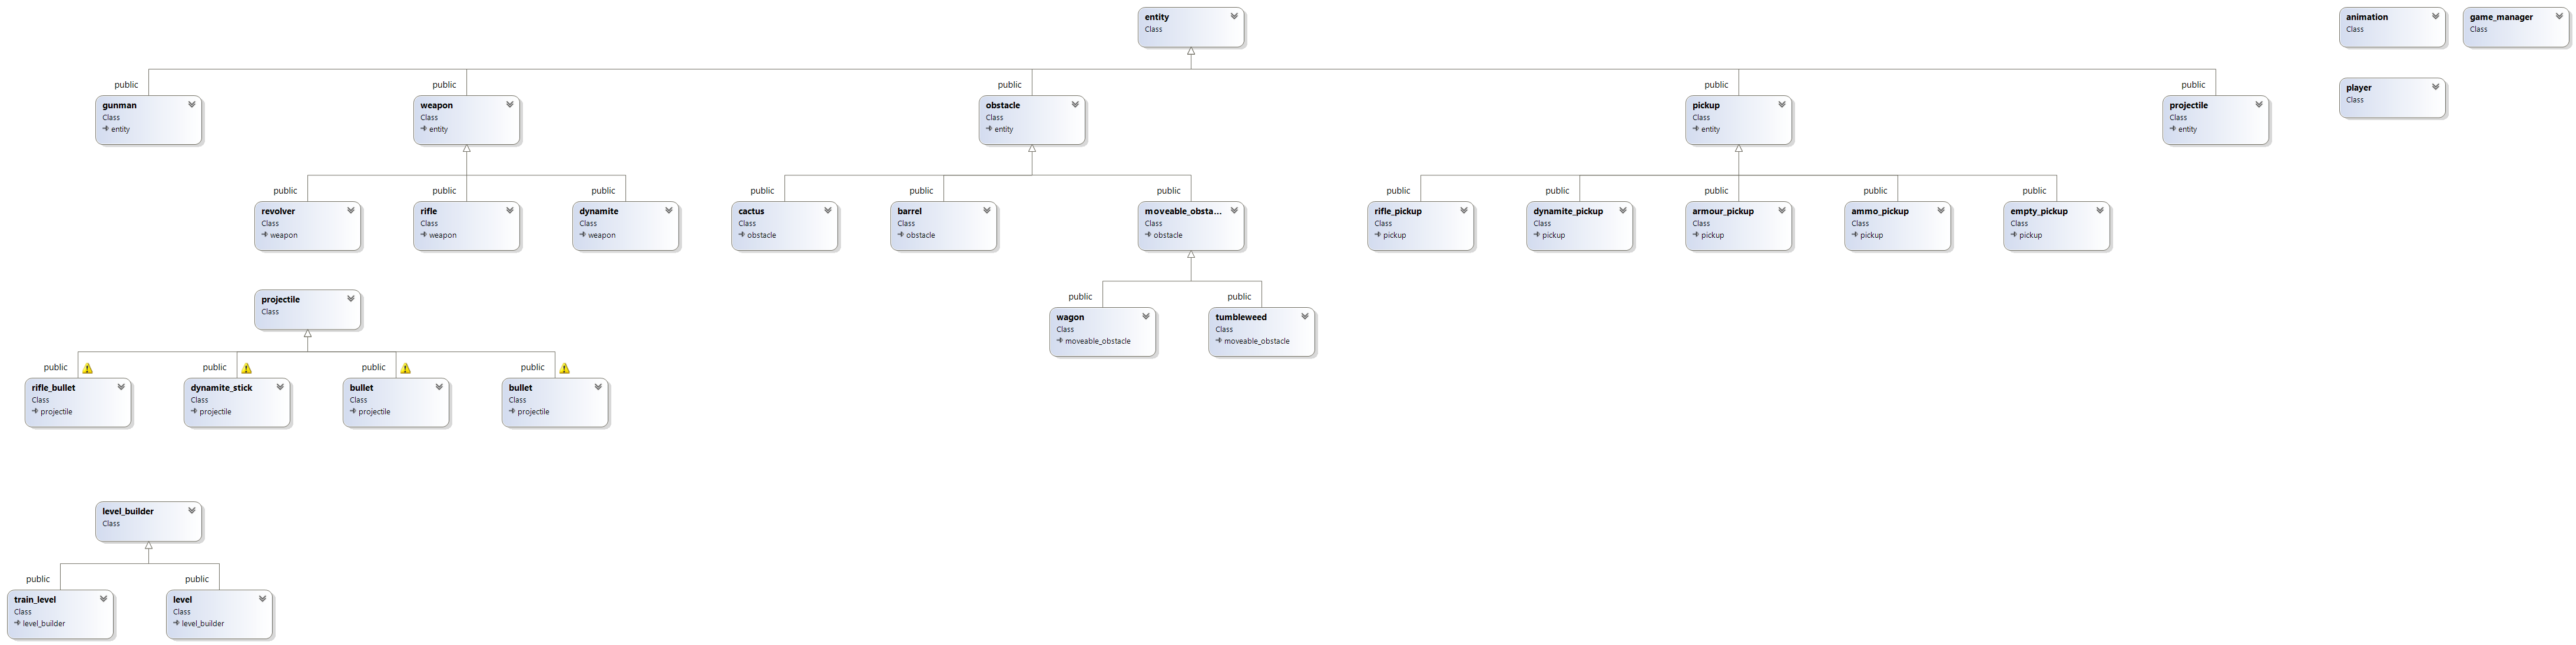 entity
Class
animation
Class
game_manager
Class
player
Class
public
public
public
public
public
gunman
Class
entity
weapon
Class
entity
obstacle
Class
entity
pickup
Class
entity
projectile
Class
entity
public
public
public
public
public
public
public
public
public
public
public
revolver
Class
weapon
rifle
Class
weapon
dynamite
Class
weapon
cactus
Class
obstacle
barrel
Class
obstacle
moveable_obsta...
Class
obstacle
rifle_pickup
Class
pickup
dynamite_pickup
Class
pickup
armour_pickup
Class
pickup
ammo_pickup
Class
pickup
empty_pickup
Class
pickup
projectile
Class
public
public
wagon
Class
moveable_obstacle
tumbleweed
Class
moveable_obstacle
public
public
public
public
rifle_bullet
Class
projectile
dynamite_stick
Class
projectile
bullet
Class
projectile
bullet
Class
projectile
level_builder
Class
public
public
train_level
Class
level_builder
level
Class
level_builder